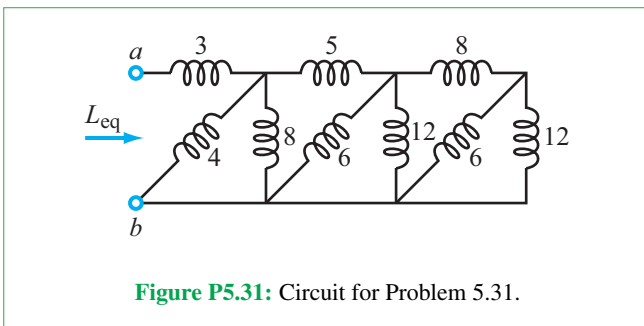 3 5 8
a
L_eq
4 8 6 12 6 12
b
Figure P5.31: Circuit for Problem 5.31.